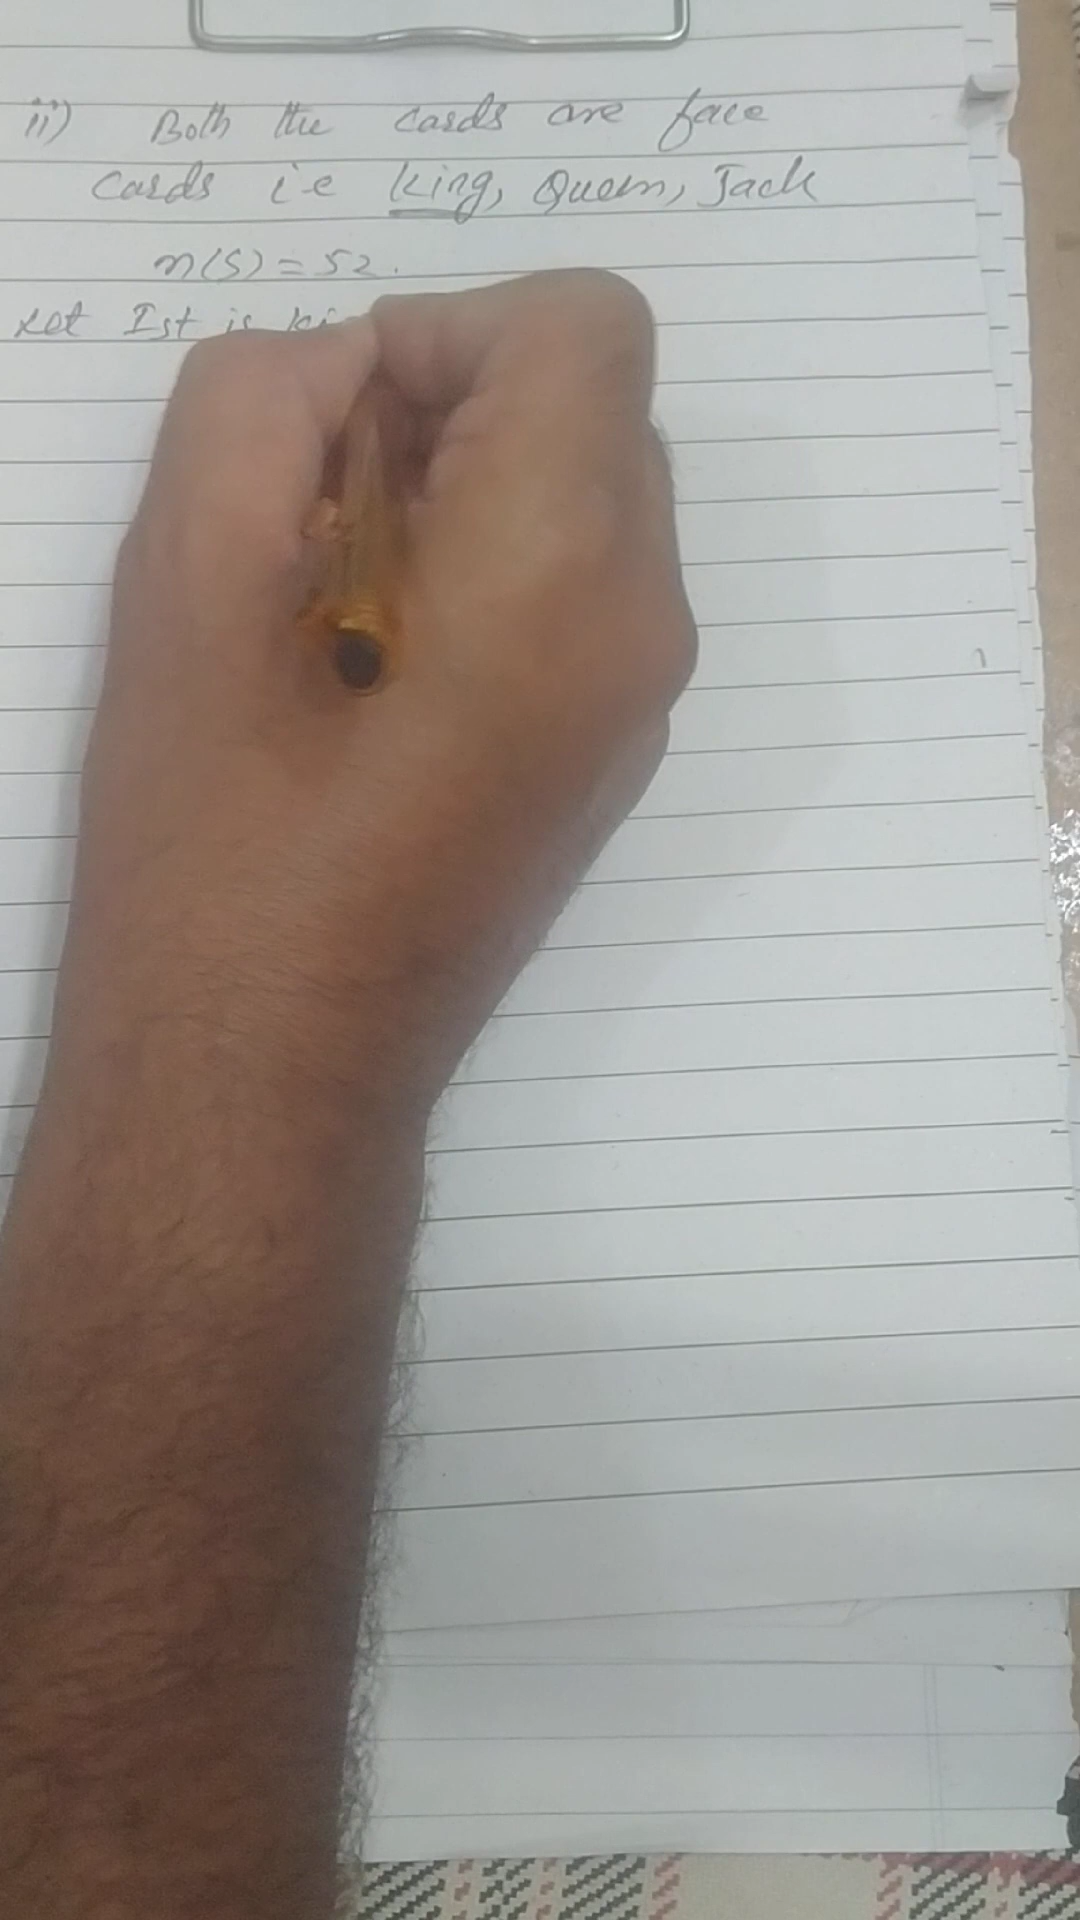 ii) Both the cards are face
cards i.e King, Queen, Jack
n(S) = 52.
Let Ist is